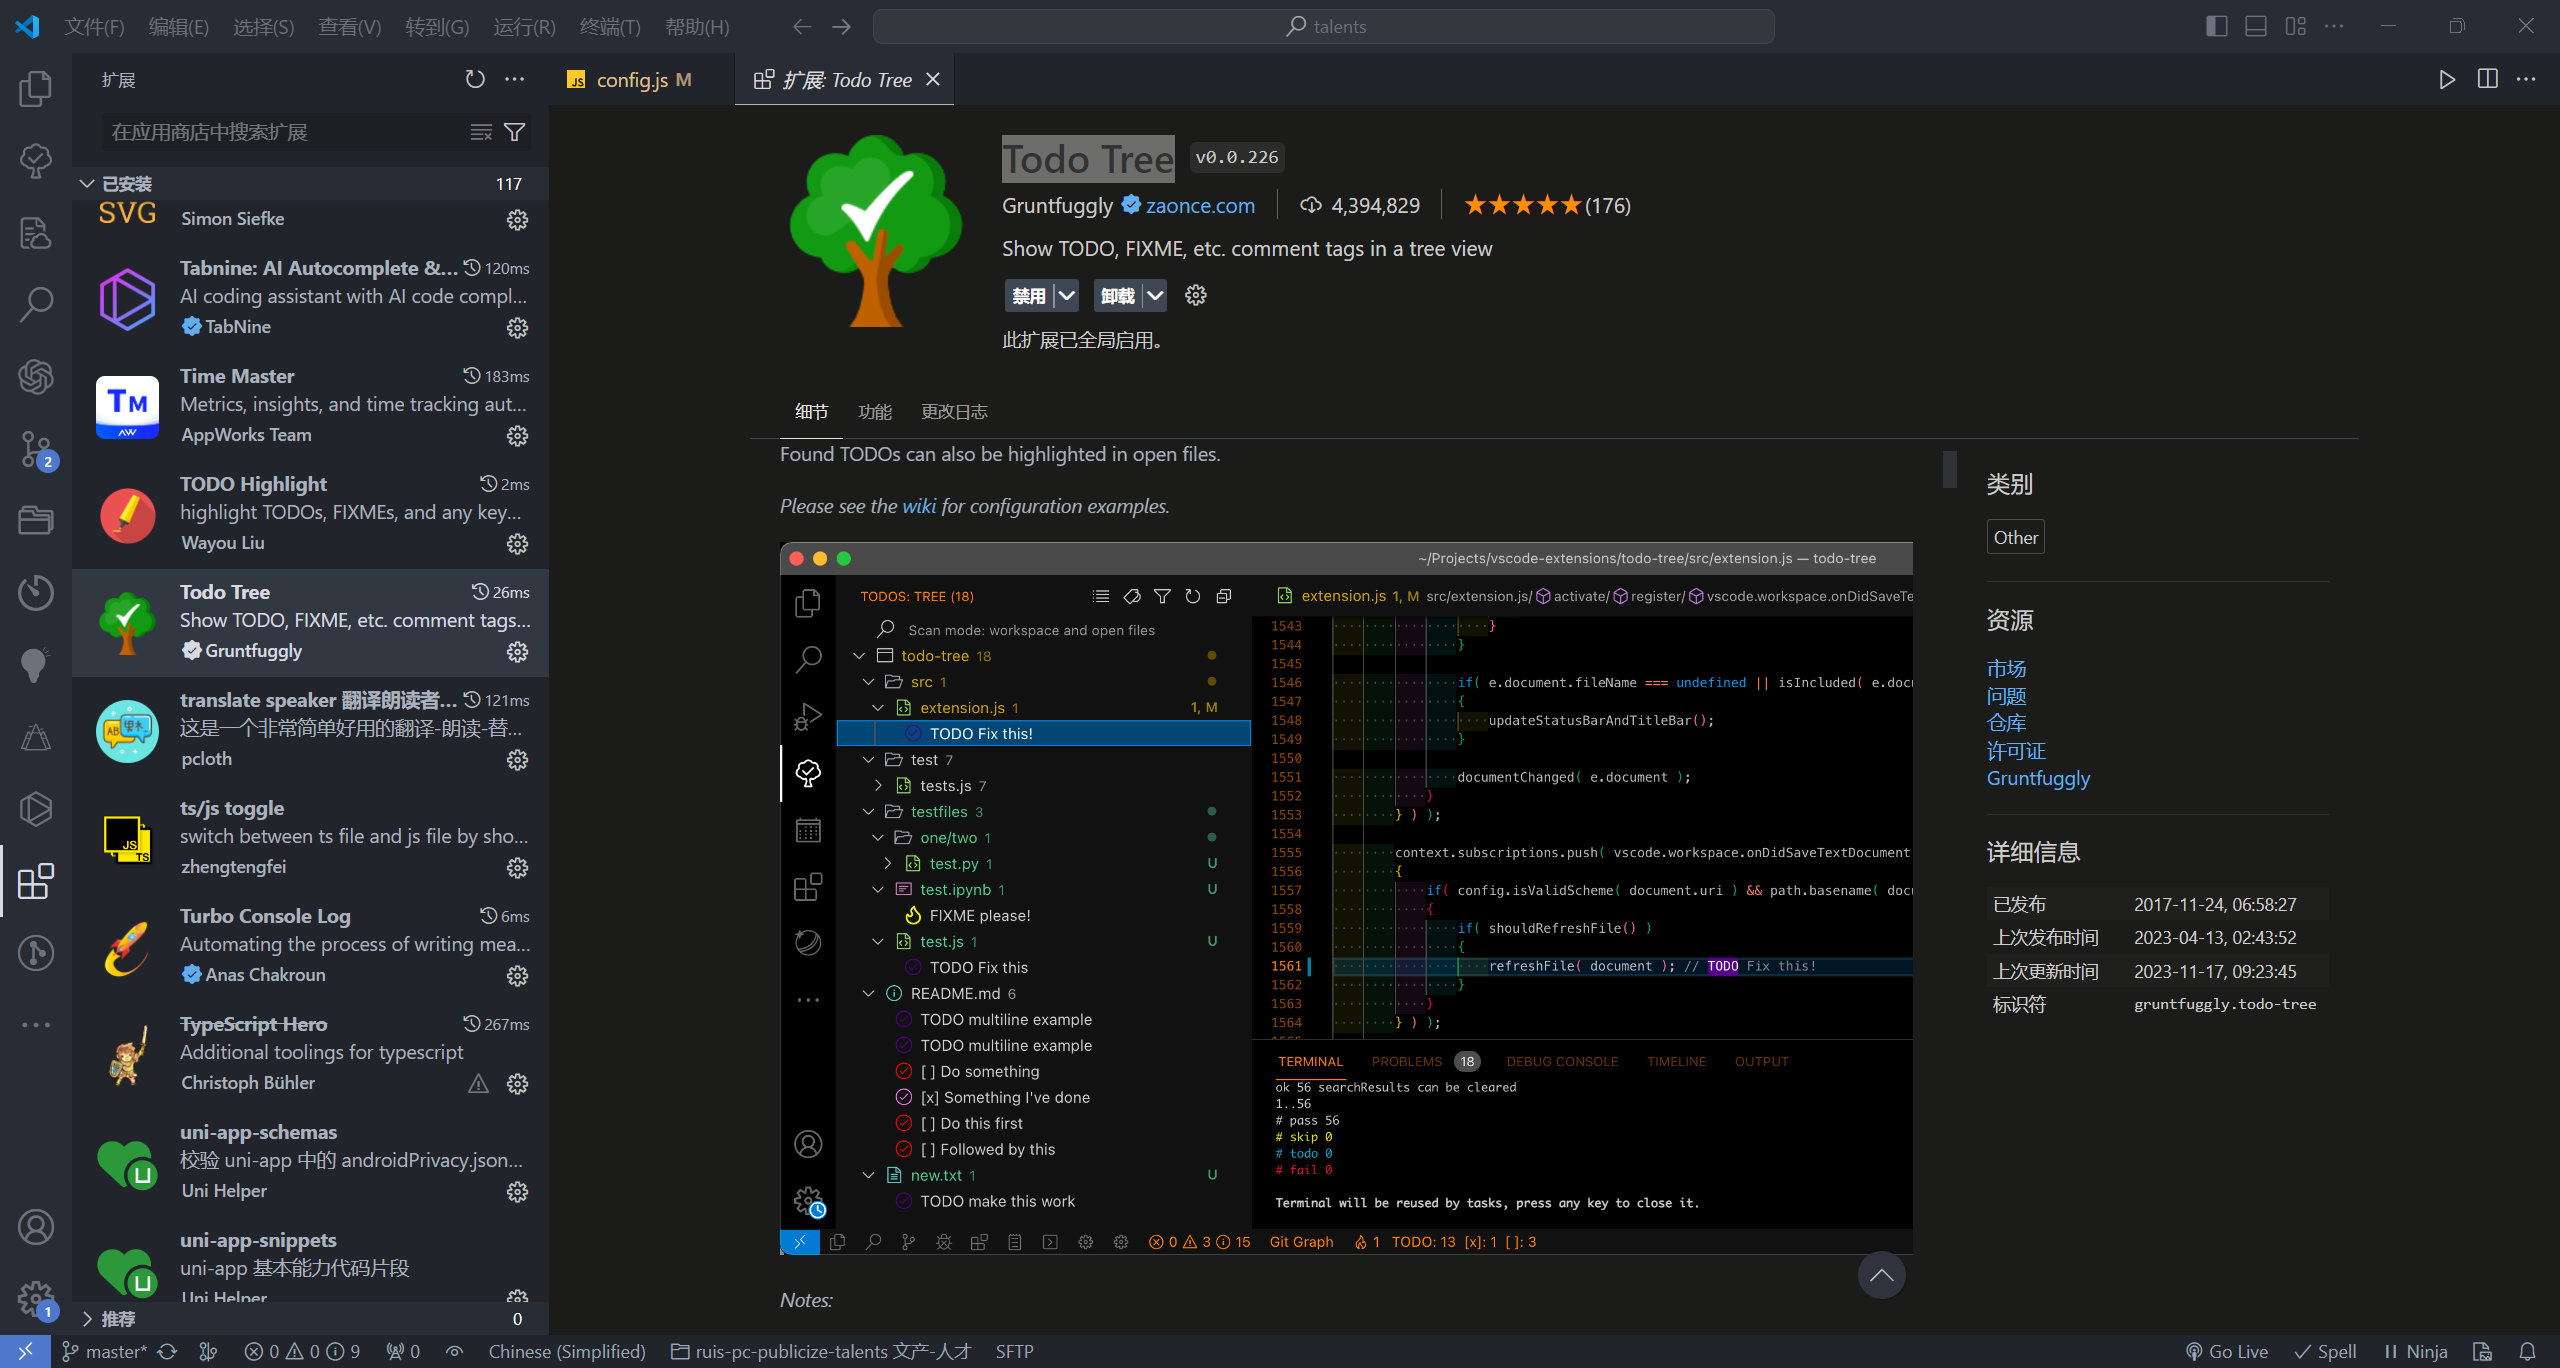 文件(F) 编辑(E) 选择(S) 查看(V) 转到(G) 运行(R) 终端(T) 帮助(H)
talents
扩展
在应用商店中搜索扩展
已安装 117
SVG
Simon Siefke
Tabnine: AI Autocomplete &... 120ms
AI coding assistant with AI code compl...
TabNine
Time Master 183ms
Metrics, insights, and time tracking aut...
AppWorks Team
TODO Highlight 2ms
highlight TODOs, FIXMEs, and any key...
Wayou Liu
Todo Tree 26ms
Show TODO, FIXME, etc. comment tags...
Gruntfuggly
translate speaker 翻译朗读者... 121ms
这是一个非常简单好用的翻译-朗读-替...
pcloth
ts/js toggle
switch between ts file and js file by sho...
zhengtengfei
Turbo Console Log 6ms
Automating the process of writing mea...
Anas Chakroun
TypeScript Hero 267ms
Additional toolings for typescript
Christoph Bühler
uni-app-schemas
校验 uni-app 中的 androidPrivacy.json...
Uni Helper
uni-app-snippets
uni-app 基本能力代码片段
Uni Helper
推荐 0
config.js M
扩展: Todo Tree
Todo Tree v0.0.226
Gruntfuggly zaonce.com 4,394,829 ★★★★★(176)
Show TODO, FIXME, etc. comment tags in a tree view
禁用 卸载
此扩展已全局启用。
细节 功能 更改日志
Found TODOs can also be highlighted in open files.
Please see the wiki for configuration examples.
~/Projects/vscode-extensions/todo-tree/src/extension.js — todo-tree
TODOS: TREE (18)
Scan mode: workspace and open files
todo-tree 18
src 1
extension.js 1 1, M
TODO Fix this!
test 7
tests.js 7
testfiles 3
one/two 1
test.py 1 U
test.ipynb 1 U
FIXME please!
test.js 1 U
TODO Fix this
README.md 6
TODO multiline example
TODO multiline example
[ ] Do something
[x] Something I've done
[ ] Do this first
[ ] Followed by this
new.txt 1 U
TODO make this work
extension.js 1, M src/extension.js/ activate/ register/ vscode.workspace.onDidSaveTe
1543 }
1544 }
1545
1546 if( e.document.fileName === undefined || isIncluded( e.docu
1547 {
1548 updateStatusBarAndTitleBar();
1549 }
1550
1551 documentChanged( e.document );
1552 }
1553 } ) );
1554
1555 context.subscriptions.push( vscode.workspace.onDidSaveTextDocument
1556 {
1557 if( config.isValidScheme( document.uri ) && path.basename( docu
1558 {
1559 if( shouldRefreshFile() )
1560 {
1561 refreshFile( document ); // TODO Fix this!
1562 }
1563 }
1564 } ) );
TERMINAL PROBLEMS 18 DEBUG CONSOLE TIMELINE OUTPUT
ok 56 searchResults can be cleared
1..56
# pass 56
# skip 0
# todo 0
# fail 0
Terminal will be reused by tasks, press any key to close it.
0 3 15 Git Graph 1 TODO: 13 [x]: 1 [ ]: 3
Notes:
类别
Other
资源
市场
问题
仓库
许可证
Gruntfuggly
详细信息
已发布 2017-11-24, 06:58:27
上次发布时间 2023-04-13, 02:43:52
上次更新时间 2023-11-17, 09:23:45
标识符 gruntfuggly.todo-tree
2
1
master* 0 0 9 0 Chinese (Simplified) ruis-pc-publicize-talents 文产-人才 SFTP Go Live Spell Ninja